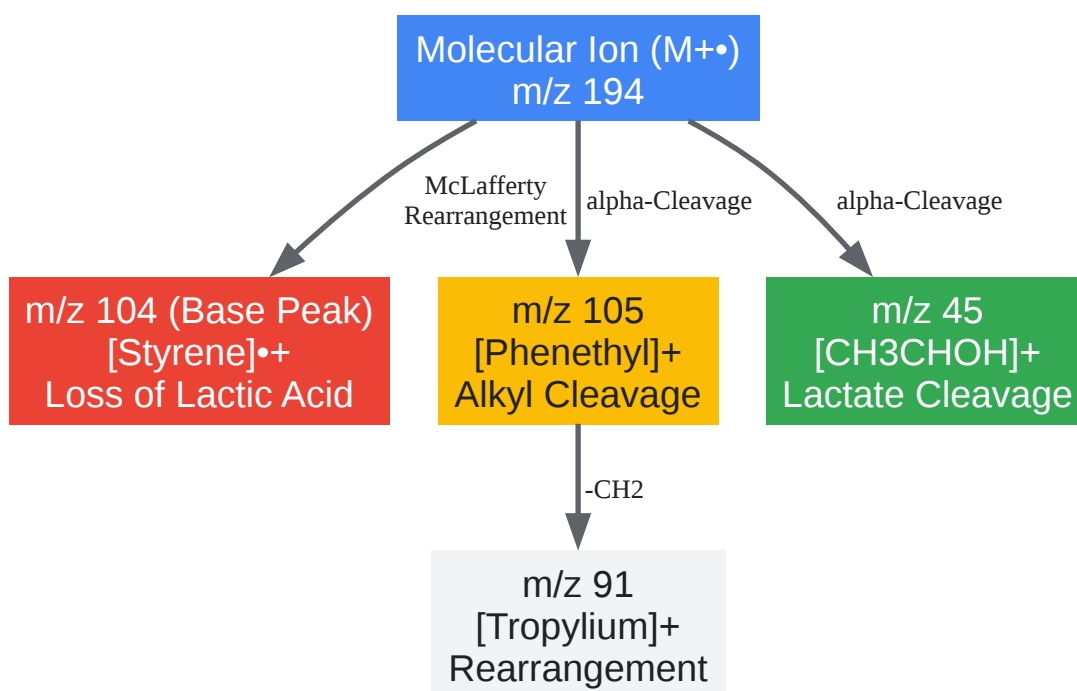 Molecular Ion (M+•)
m/z 194
McLafferty
Rearrangement
alpha-Cleavage
alpha-Cleavage
m/z 104 (Base Peak)
[Styrene]•+
Loss of Lactic Acid
m/z 105
[Phenethyl]+
Alkyl Cleavage
m/z 45
[CH3CHOH]+
Lactate Cleavage
-CH2
m/z 91
[Tropylium]+
Rearrangement